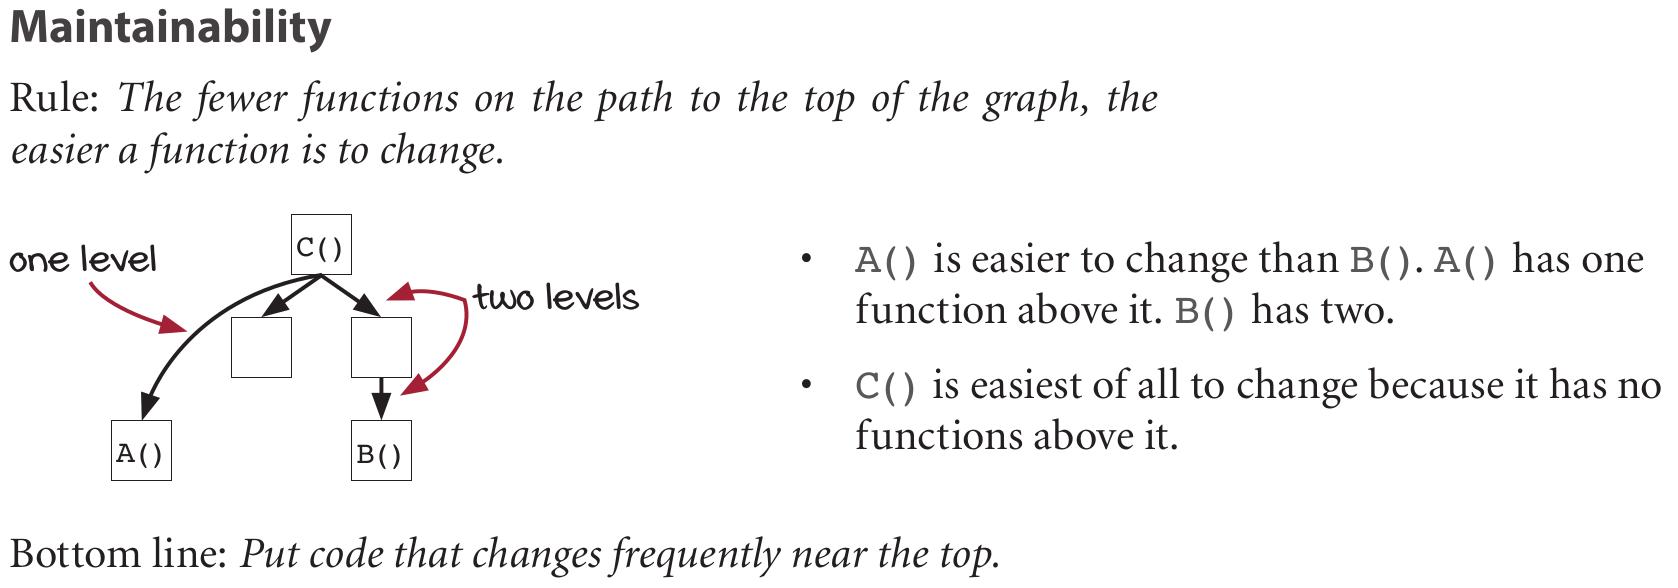 Maintainability
Rule: The fewer functions on the path to the top of the graph, the
easier a function is to change.
C()
one level
two levels
A()
B()
• A() is easier to change than B(). A() has one
function above it. B() has two.
• C() is easiest of all to change because it has no
functions above it.
Bottom line: Put code that changes frequently near the top.